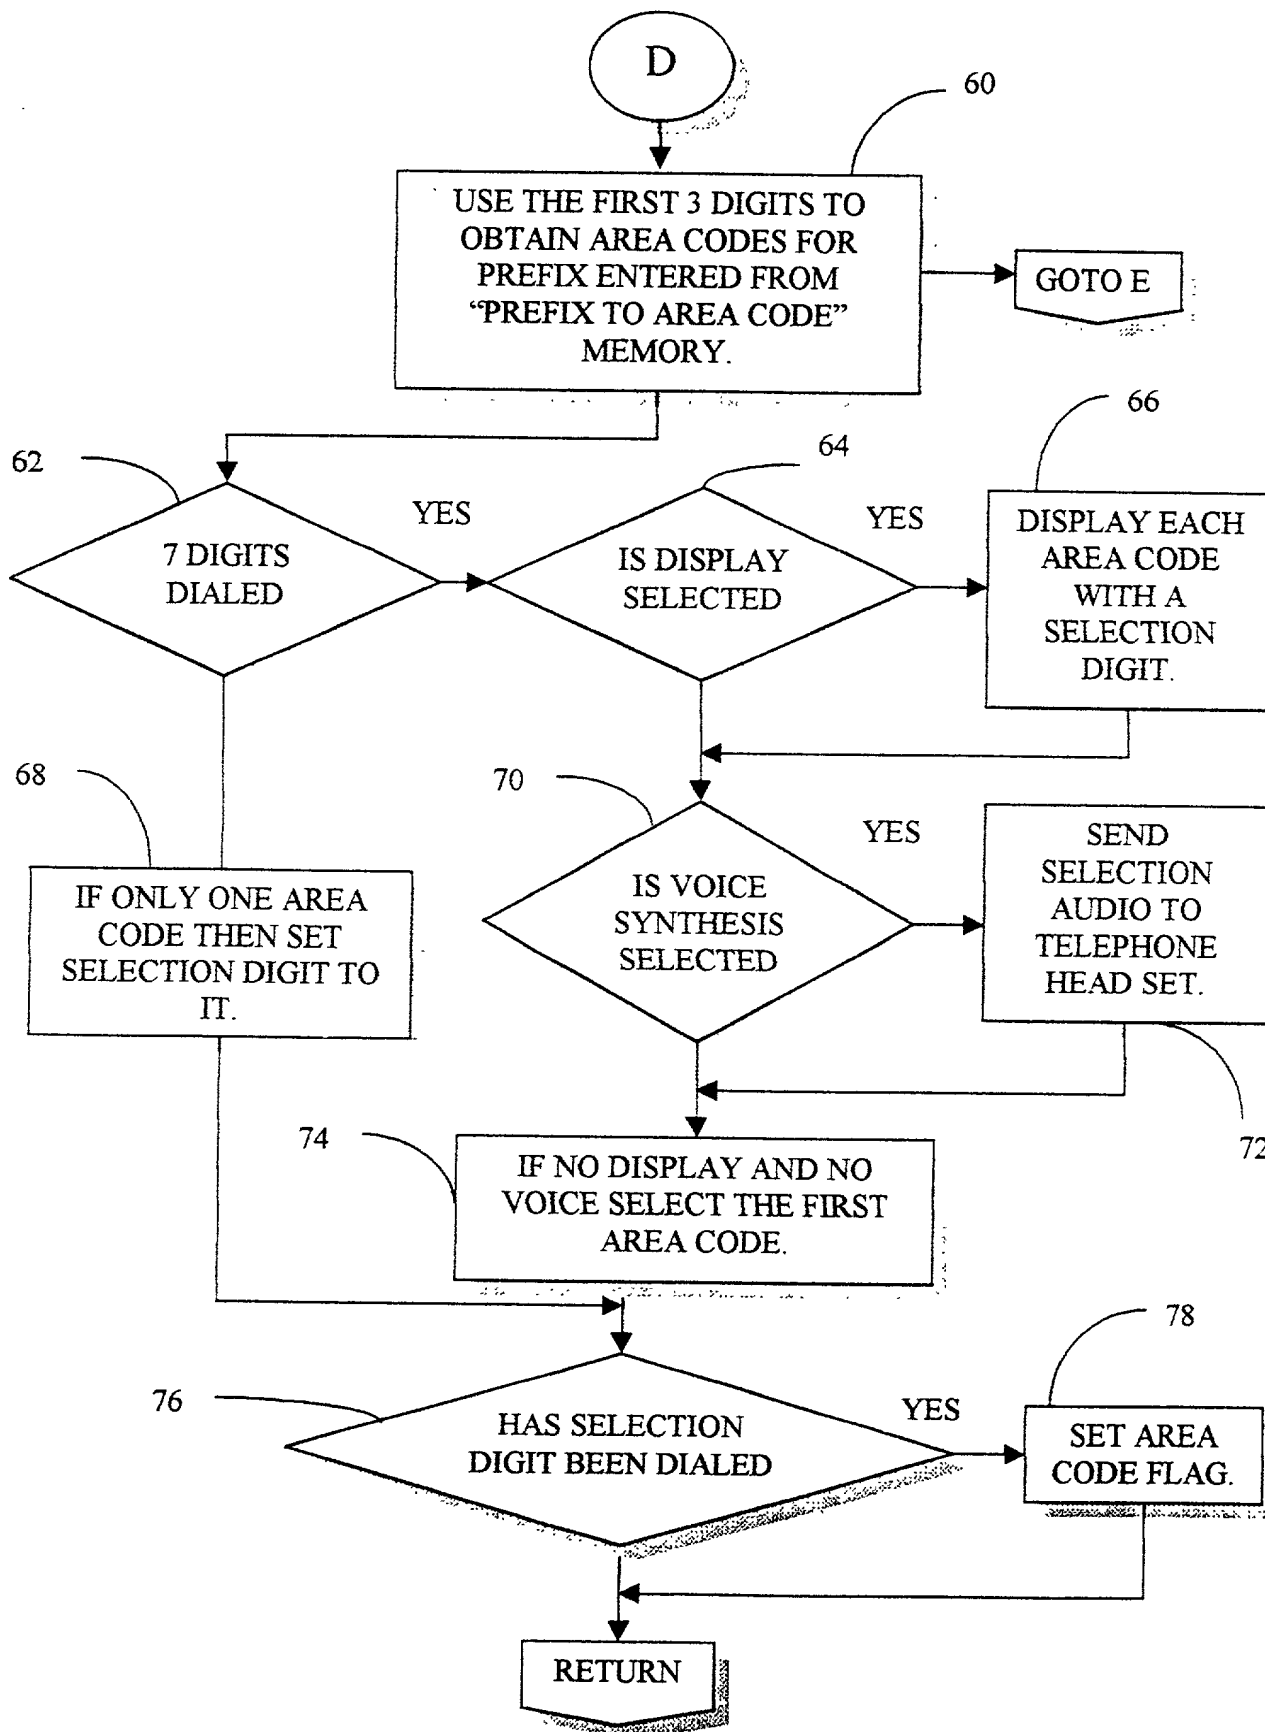 D
60
USE THE FIRST 3 DIGITS TO
OBTAIN AREA CODES FOR
PREFIX ENTERED FROM
“PREFIX TO AREA CODE”
MEMORY.
GOTO E
62
7 DIGITS
DIALED
YES
64
IS DISPLAY
SELECTED
YES
66
DISPLAY EACH
AREA CODE
WITH A
SELECTION
DIGIT.
68
IF ONLY ONE AREA
CODE THEN SET
SELECTION DIGIT TO
IT.
70
IS VOICE
SYNTHESIS
SELECTED
YES
SEND
SELECTION
AUDIO TO
TELEPHONE
HEAD SET.
72
74
IF NO DISPLAY AND NO
VOICE SELECT THE FIRST
AREA CODE.
76
HAS SELECTION
DIGIT BEEN DIALED
YES
78
SET AREA
CODE FLAG.
RETURN